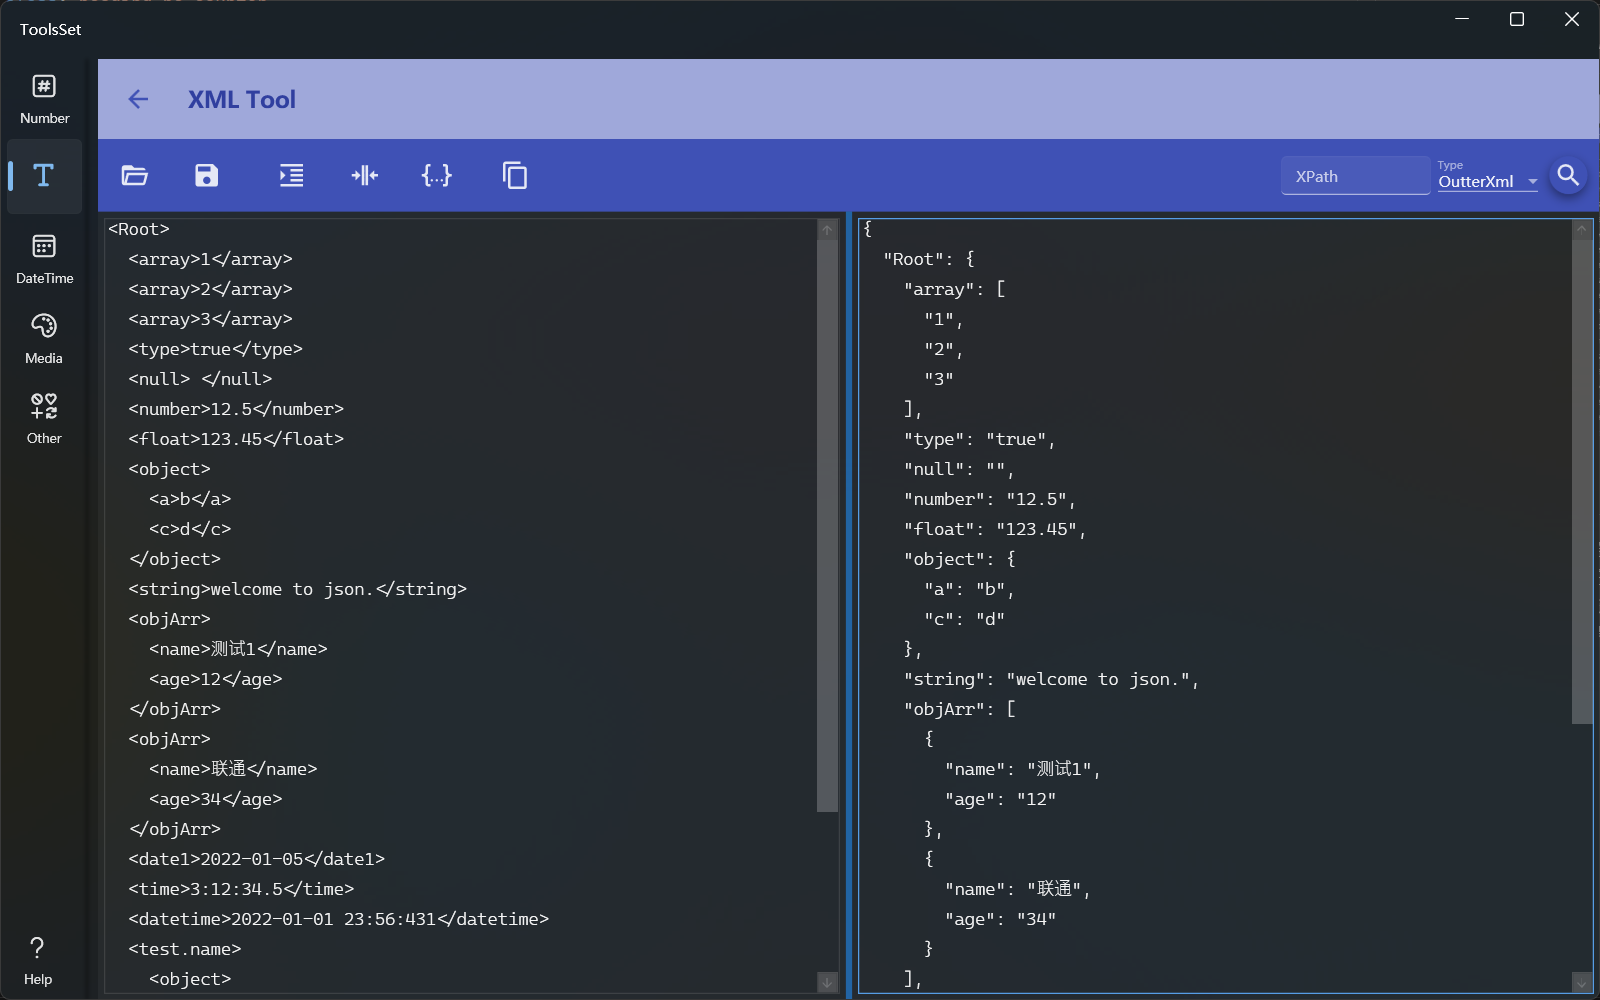 ToolsSet
Number
DateTime
Media
Other
Help
XML Tool
{...}
XPath
Type
OutterXml
<Root>
  <array>1</array>
  <array>2</array>
  <array>3</array>
  <type>true</type>
  <null> </null>
  <number>12.5</number>
  <float>123.45</float>
  <object>
    <a>b</a>
    <c>d</c>
  </object>
  <string>welcome to json.</string>
  <objArr>
    <name>测试1</name>
    <age>12</age>
  </objArr>
  <objArr>
    <name>联通</name>
    <age>34</age>
  </objArr>
  <date1>2022-01-05</date1>
  <time>3:12:34.5</time>
  <datetime>2022-01-01 23:56:431</datetime>
  <test.name>
    <object>
{
  "Root": {
    "array": [
      "1",
      "2",
      "3"
    ],
    "type": "true",
    "null": "",
    "number": "12.5",
    "float": "123.45",
    "object": {
      "a": "b",
      "c": "d"
    },
    "string": "welcome to json.",
    "objArr": [
      {
        "name": "测试1",
        "age": "12"
      },
      {
        "name": "联通",
        "age": "34"
      }
    ],